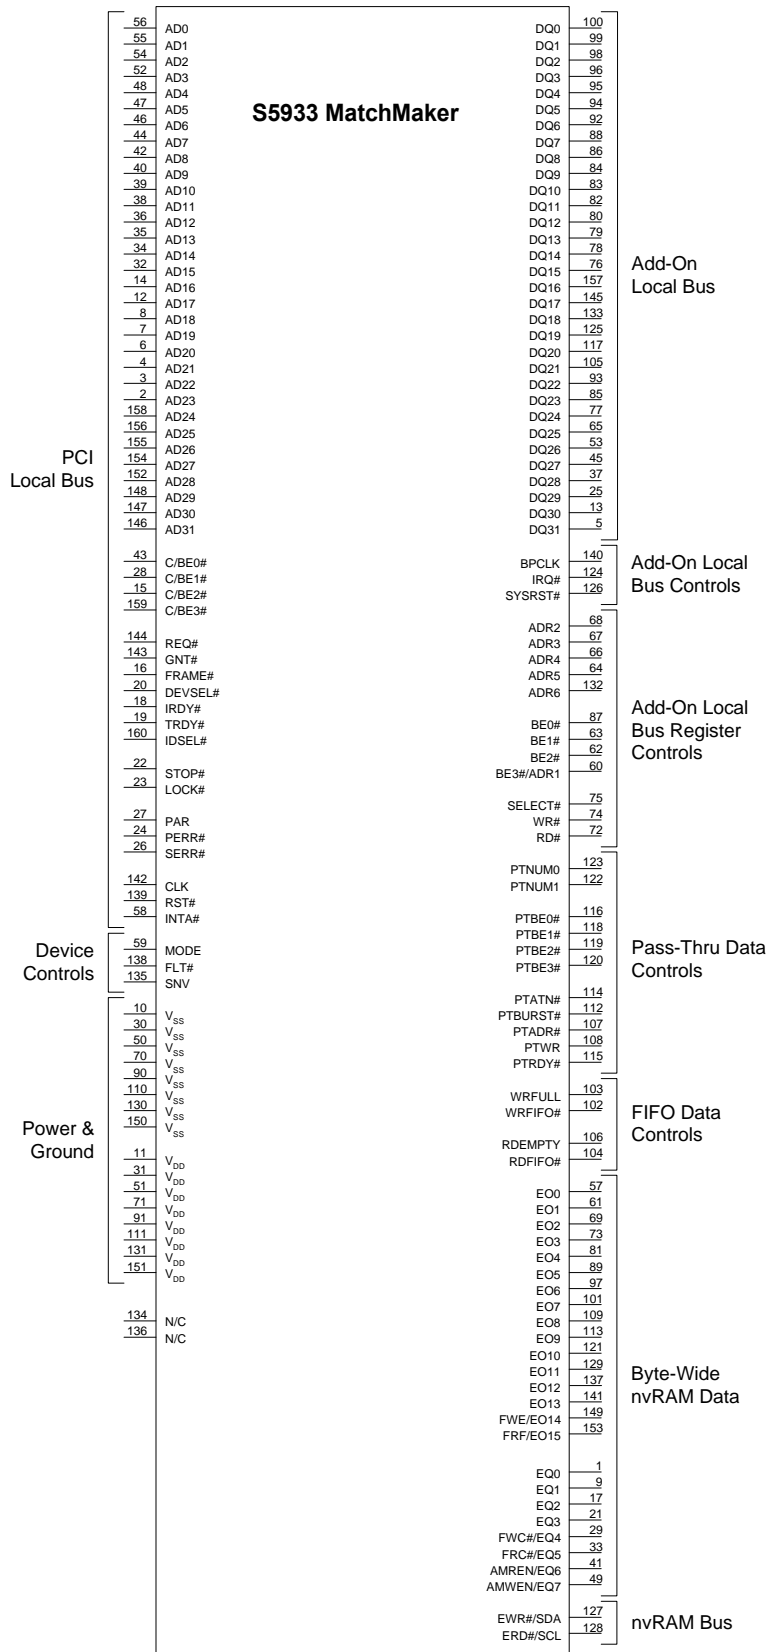 S5933 MatchMaker
PCI
Local Bus
56 AD0
55 AD1
54 AD2
52 AD3
48 AD4
47 AD5
46 AD6
44 AD7
42 AD8
40 AD9
39 AD10
38 AD11
36 AD12
35 AD13
34 AD14
32 AD15
14 AD16
12 AD17
8 AD18
7 AD19
6 AD20
4 AD21
3 AD22
2 AD23
158 AD24
156 AD25
155 AD26
154 AD27
152 AD28
148 AD29
147 AD30
146 AD31
43 C/BE0#
28 C/BE1#
15 C/BE2#
159 C/BE3#
144 REQ#
143 GNT#
16 FRAME#
20 DEVSEL#
18 IRDY#
19 TRDY#
160 IDSEL#
22 STOP#
23 LOCK#
27 PAR
24 PERR#
26 SERR#
142 CLK
139 RST#
58 INTA#
Device
Controls
59 MODE
138 FLT#
135 SNV
Power &
Ground
10 VSS
30 VSS
50 VSS
70 VSS
90 VSS
110 VSS
130 VSS
150 VSS
11 VDD
31 VDD
51 VDD
71 VDD
91 VDD
111 VDD
131 VDD
151 VDD
134 N/C
136 N/C
DQ0 100
DQ1 99
DQ2 98
DQ3 96
DQ4 95
DQ5 94
DQ6 92
DQ7 88
DQ8 86
DQ9 84
DQ10 83
DQ11 82
DQ12 80
DQ13 79
DQ14 78
DQ15 76
DQ16 157
DQ17 145
DQ18 133
DQ19 125
DQ20 117
DQ21 105
DQ22 93
DQ23 85
DQ24 77
DQ25 65
DQ26 53
DQ27 45
DQ28 37
DQ29 25
DQ30 13
DQ31 5
Add-On
Local Bus
BPCLK 140
IRQ# 124
SYSRST# 126
Add-On Local
Bus Controls
ADR2 68
ADR3 67
ADR4 66
ADR5 64
ADR6 132
BE0# 87
BE1# 63
BE2# 62
BE3#/ADR1 60
SELECT# 75
WR# 74
RD# 72
Add-On Local
Bus Register
Controls
PTNUM0 123
PTNUM1 122
PTBE0# 116
PTBE1# 118
PTBE2# 119
PTBE3# 120
PTATN# 114
PTBURST# 112
PTADR# 107
PTWR 108
PTRDY# 115
Pass-Thru Data
Controls
WRFULL 103
WRFIFO# 102
RDEMPTY 106
RDFIFO# 104
FIFO Data
Controls
EO0 57
EO1 61
EO2 69
EO3 73
EO4 81
EO5 89
EO6 97
EO7 101
EO8 109
EO9 113
EO10 121
EO11 129
EO12 137
EO13 141
FWE/EO14 149
FRF/EO15 153
EQ0 1
EQ1 9
EQ2 17
EQ3 21
FWC#/EQ4 29
FRC#/EQ5 33
AMREN/EQ6 41
AMWEN/EQ7 49
Byte-Wide
nvRAM Data
EWR#/SDA 127
ERD#/SCL 128
nvRAM Bus